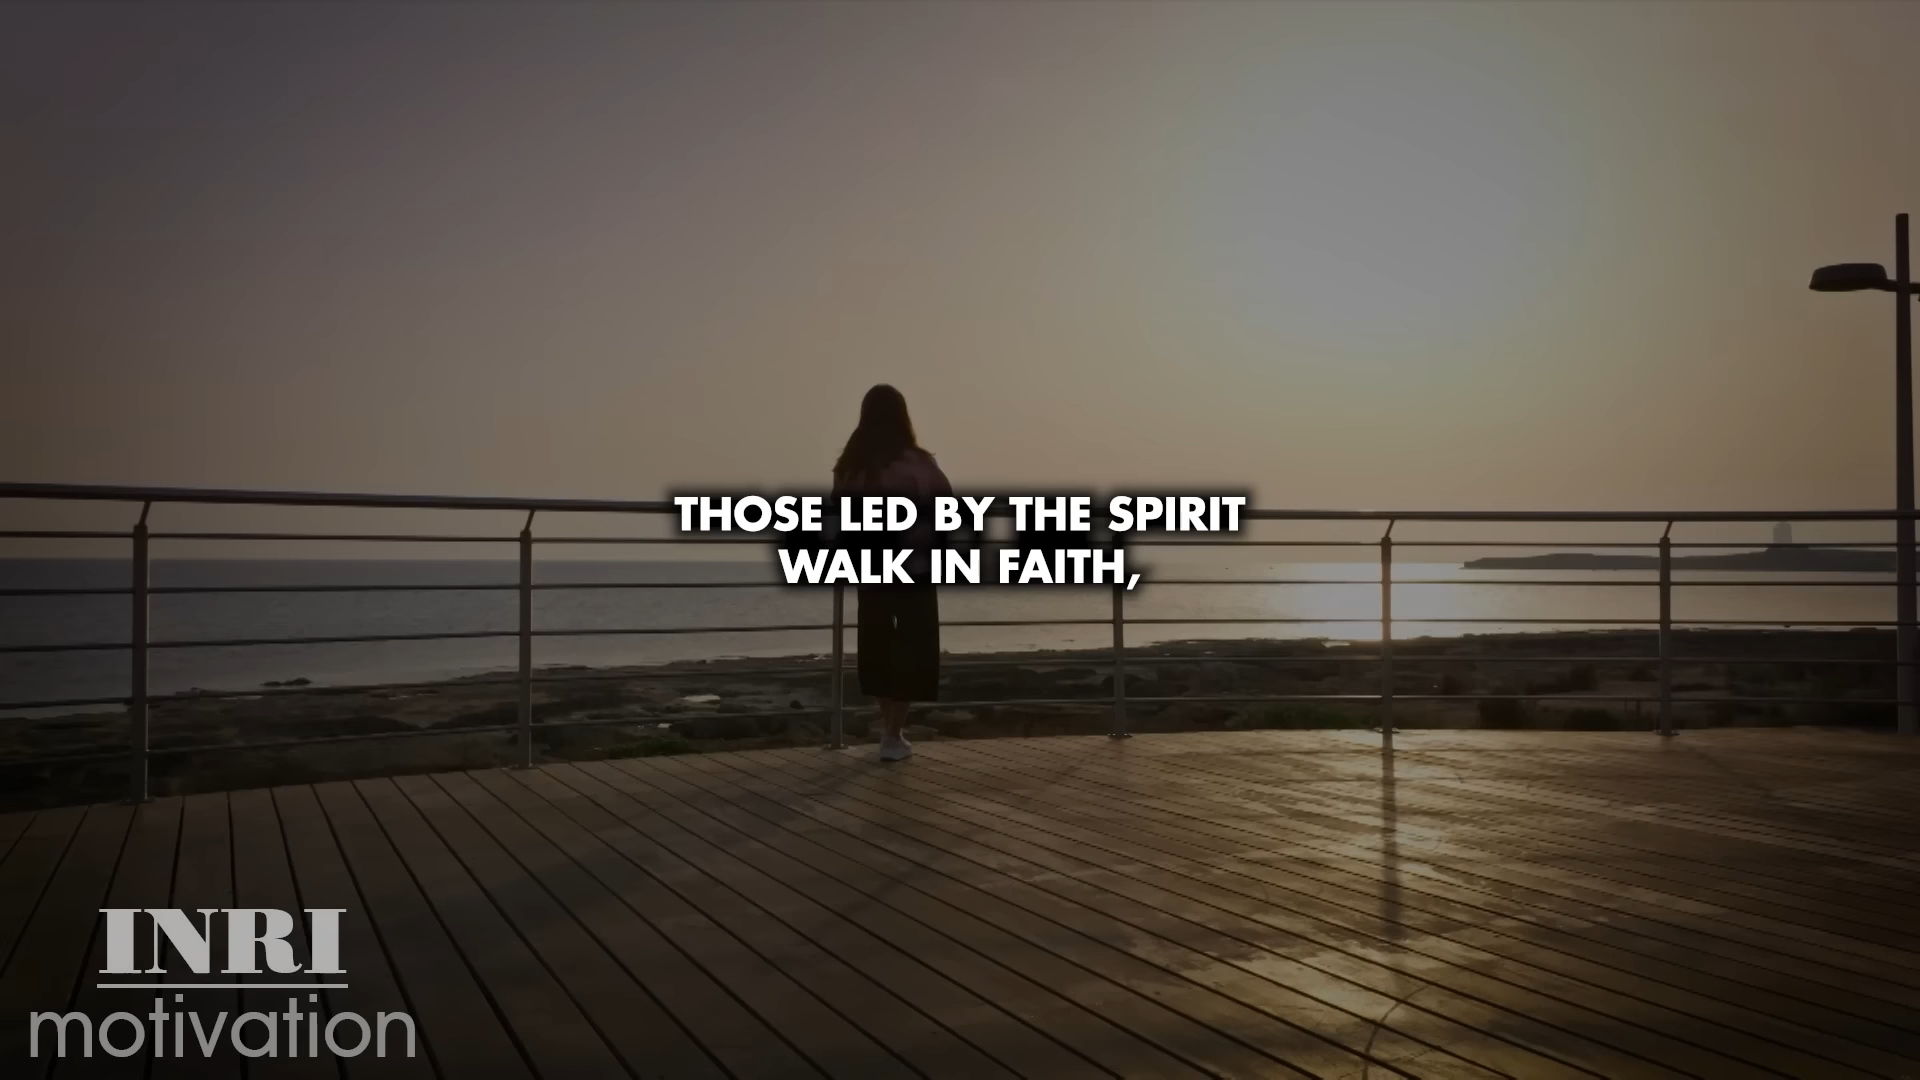 THOSE LED BY THE SPIRIT
WALK IN FAITH,
INRI
motivation